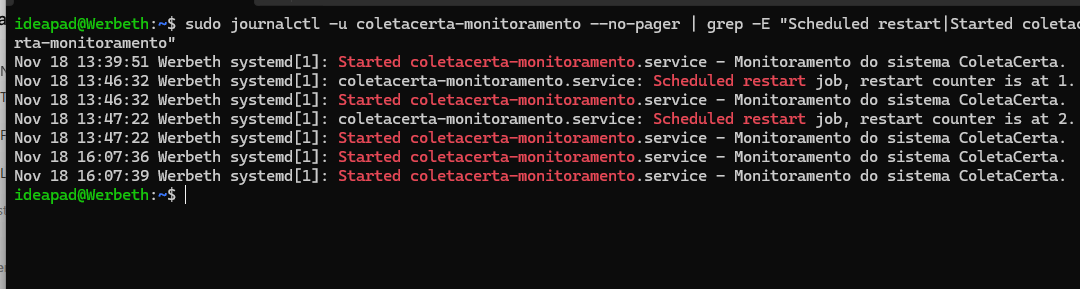 ideapad@Werbeth:~$ sudo journalctl -u coletacerta-monitoramento --no-pager | grep -E "Scheduled restart|Started coletace
rta-monitoramento"
Nov 18 13:39:51 Werbeth systemd[1]: Started coletacerta-monitoramento.service - Monitoramento do sistema ColetaCerta.
Nov 18 13:46:32 Werbeth systemd[1]: coletacerta-monitoramento.service: Scheduled restart job, restart counter is at 1.
Nov 18 13:46:32 Werbeth systemd[1]: Started coletacerta-monitoramento.service - Monitoramento do sistema ColetaCerta.
Nov 18 13:47:22 Werbeth systemd[1]: coletacerta-monitoramento.service: Scheduled restart job, restart counter is at 2.
Nov 18 13:47:22 Werbeth systemd[1]: Started coletacerta-monitoramento.service - Monitoramento do sistema ColetaCerta.
Nov 18 16:07:36 Werbeth systemd[1]: Started coletacerta-monitoramento.service - Monitoramento do sistema ColetaCerta.
Nov 18 16:07:39 Werbeth systemd[1]: Started coletacerta-monitoramento.service - Monitoramento do sistema ColetaCerta.
ideapad@Werbeth:~$